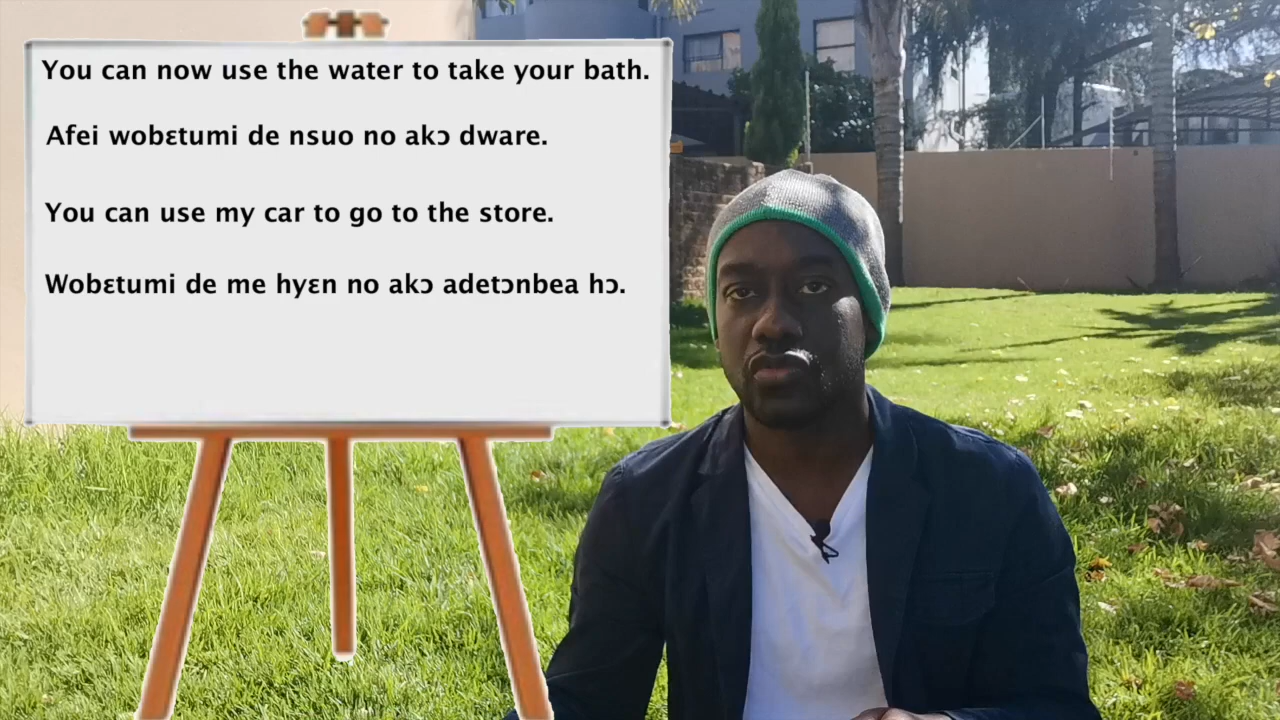 You can now use the water to take your bath.
Afei wobɛtumi de nsuo no akɔ dware.
You can use my car to go to the store.
Wobɛtumi de me hyɛn no akɔ adetɔnbea hɔ.